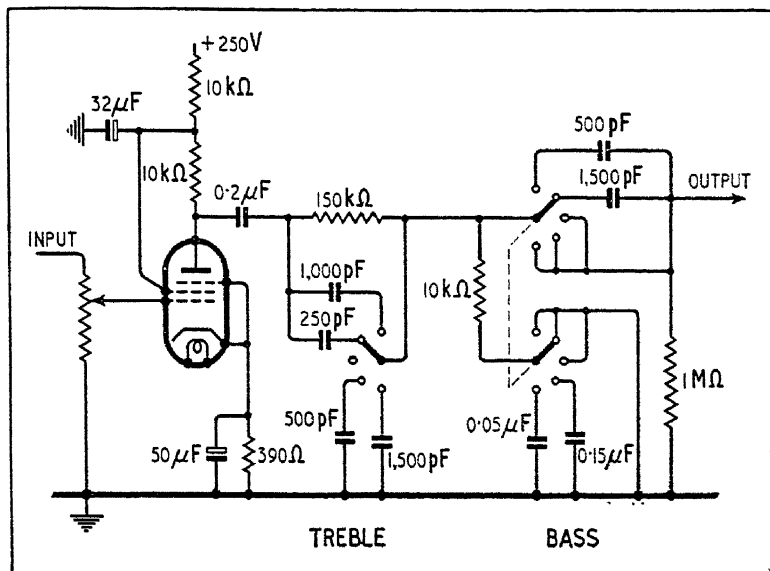 +250V
10kΩ
32μF
500pF
10kΩ
1,500pF
OUTPUT
0·2μF
150kΩ
INPUT
1,000pF
10kΩ
250pF
1MΩ
500pF
0·05μF
50μF
390Ω
1,500pF
0·15μF
TREBLE
BASS